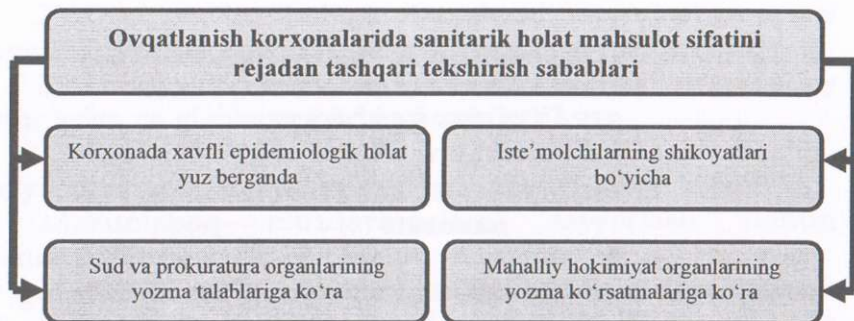 Ovqatlanish korxonalarida sanitarik holat mahsulot sifatini
rejadan tashqari tekshirish sabablari
Korxonada xavfli epidemiologik holat
yuz berganda
Iste’molchilarning shikoyatlari
bo‘yicha
Sud va prokuratura organlarining
yozma talablariga ko‘ra
Mahalliy hokimiyat organlarining
yozma ko‘rsatmalariga ko‘ra